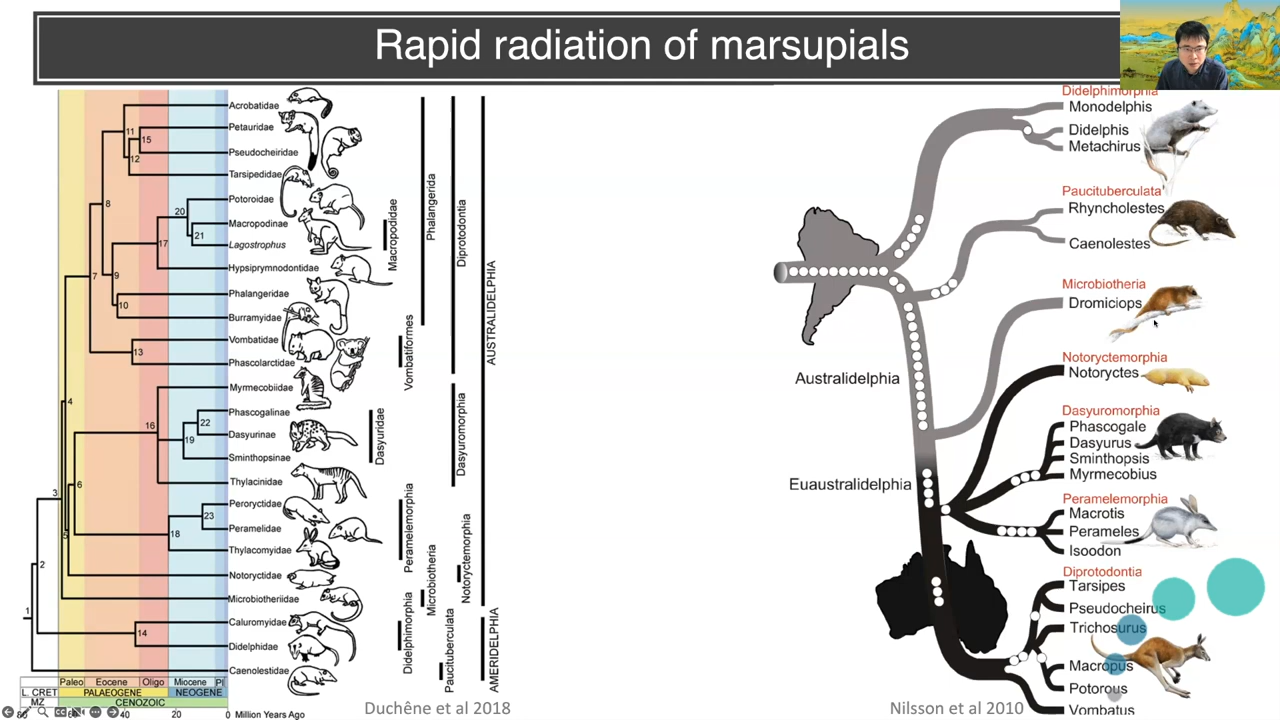 Rapid radiation of marsupials
Acrobatidae
Petauridae
Pseudocheiridae
Tarsipedidae
Potoroidae
Macropodinae
Lagostrophus
Hypsiprymnodontidae
Phalangeridae
Burramyidae
Vombatidae
Phascolarctidae
Myrmecobiidae
Phascogalinae
Dasyurinae
Sminthopsinae
Thylacinidae
Peroryctidae
Peramelidae
Thylacomyidae
Notoryctidae
Microbiotheriidae
Caluromyidae
Didelphidae
Caenolestidae
1
2
3
4
5
6
7
8
9
10
11
12
13
14
15
16
17
18
19
20
21
22
23
Macropodidae
Phalangerida
Diprotodontia
AUSTRALIDELPHIA
Vombatiformes
Dasyuridae
Dasyuromorphia
Peramelemorphia
Notoryctemorphia
Microbiotheria
Didelphimorphia
Paucituberculata
AMERIDELPHIA
Paleo Eocene Oligo Miocene Pl
L. CRET PALAEOGENE NEOGENE
MZ CENOZOIC
80 40 20 0 Million Years Ago
Duchêne et al 2018
Didelphimorphia
Monodelphis
Didelphis
Metachirus
Paucituberculata
Rhyncholestes
Caenolestes
Microbiotheria
Dromiciops
Notoryctemorphia
Notoryctes
Australidelphia
Dasyuromorphia
Phascogale
Dasyurus
Sminthopsis
Myrmecobius
Euaustralidelphia
Peramelemorphia
Macrotis
Perameles
Isoodon
Diprotodontia
Tarsipes
Pseudocheirus
Trichosurus
Macropus
Potorous
Vombatus
Nilsson et al 2010